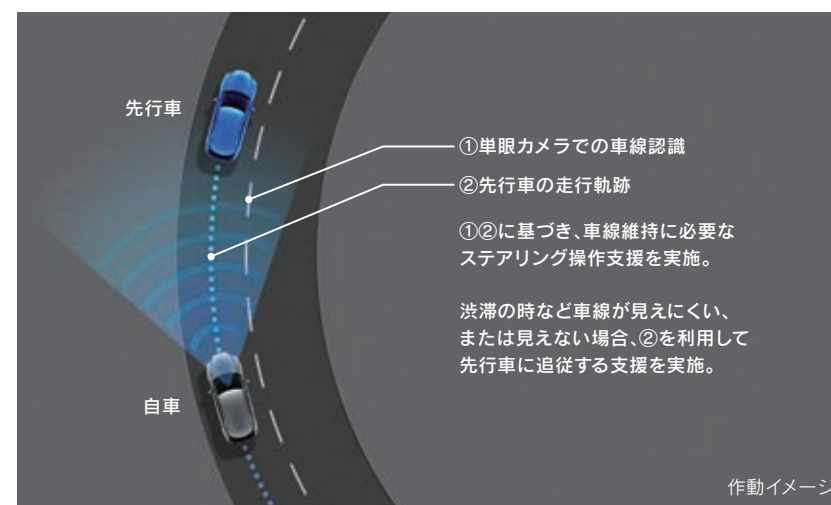 先行車
①単眼カメラでの車線認識
②先行車の走行軌跡
①②に基づき、車線維持に必要な
ステアリング操作支援を実施。
渋滞の時など車線が見えにくい、
または見えない場合、②を利用して
先行車に追従する支援を実施。
自車
作動イメージ